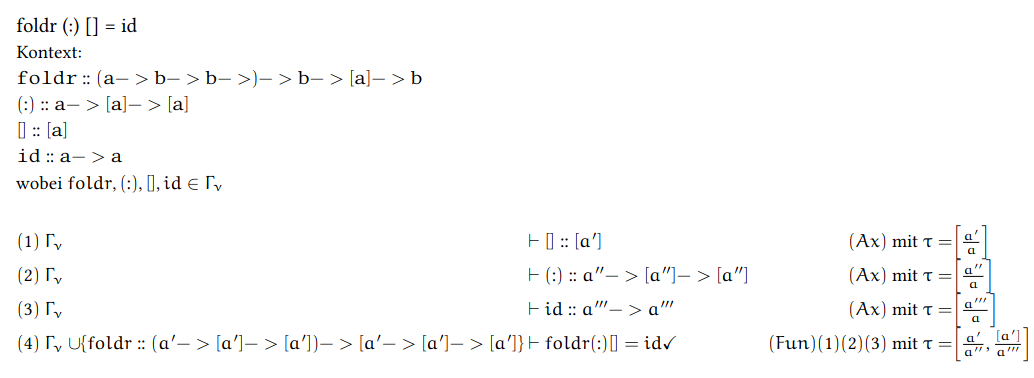 foldr (:) [] = id
Kontext:
foldr :: (a− > b− > b− >)− > b− > [a]− > b
(:) :: a− > [a]− > [a]
[] :: [a]
id :: a− > a
wobei foldr, (:), [], id ∈ Γᵥ
(1) Γᵥ ⊢ [] :: [a′] (Ax) mit τ = [a′/a]
(2) Γᵥ ⊢ (:) :: a′′− > [a′′]− > [a′′] (Ax) mit τ = [a′′/a]
(3) Γᵥ ⊢ id :: a′′′− > a′′′ (Ax) mit τ = [a′′′/a]
(4) Γᵥ ∪{foldr :: (a′− > [a′]− > [a′])− > [a′− > [a′]− > [a′]} ⊢ foldr(:)[] = id✓ (Fun)(1)(2)(3) mit τ = [a′/a′′, [a′]/a′′′]